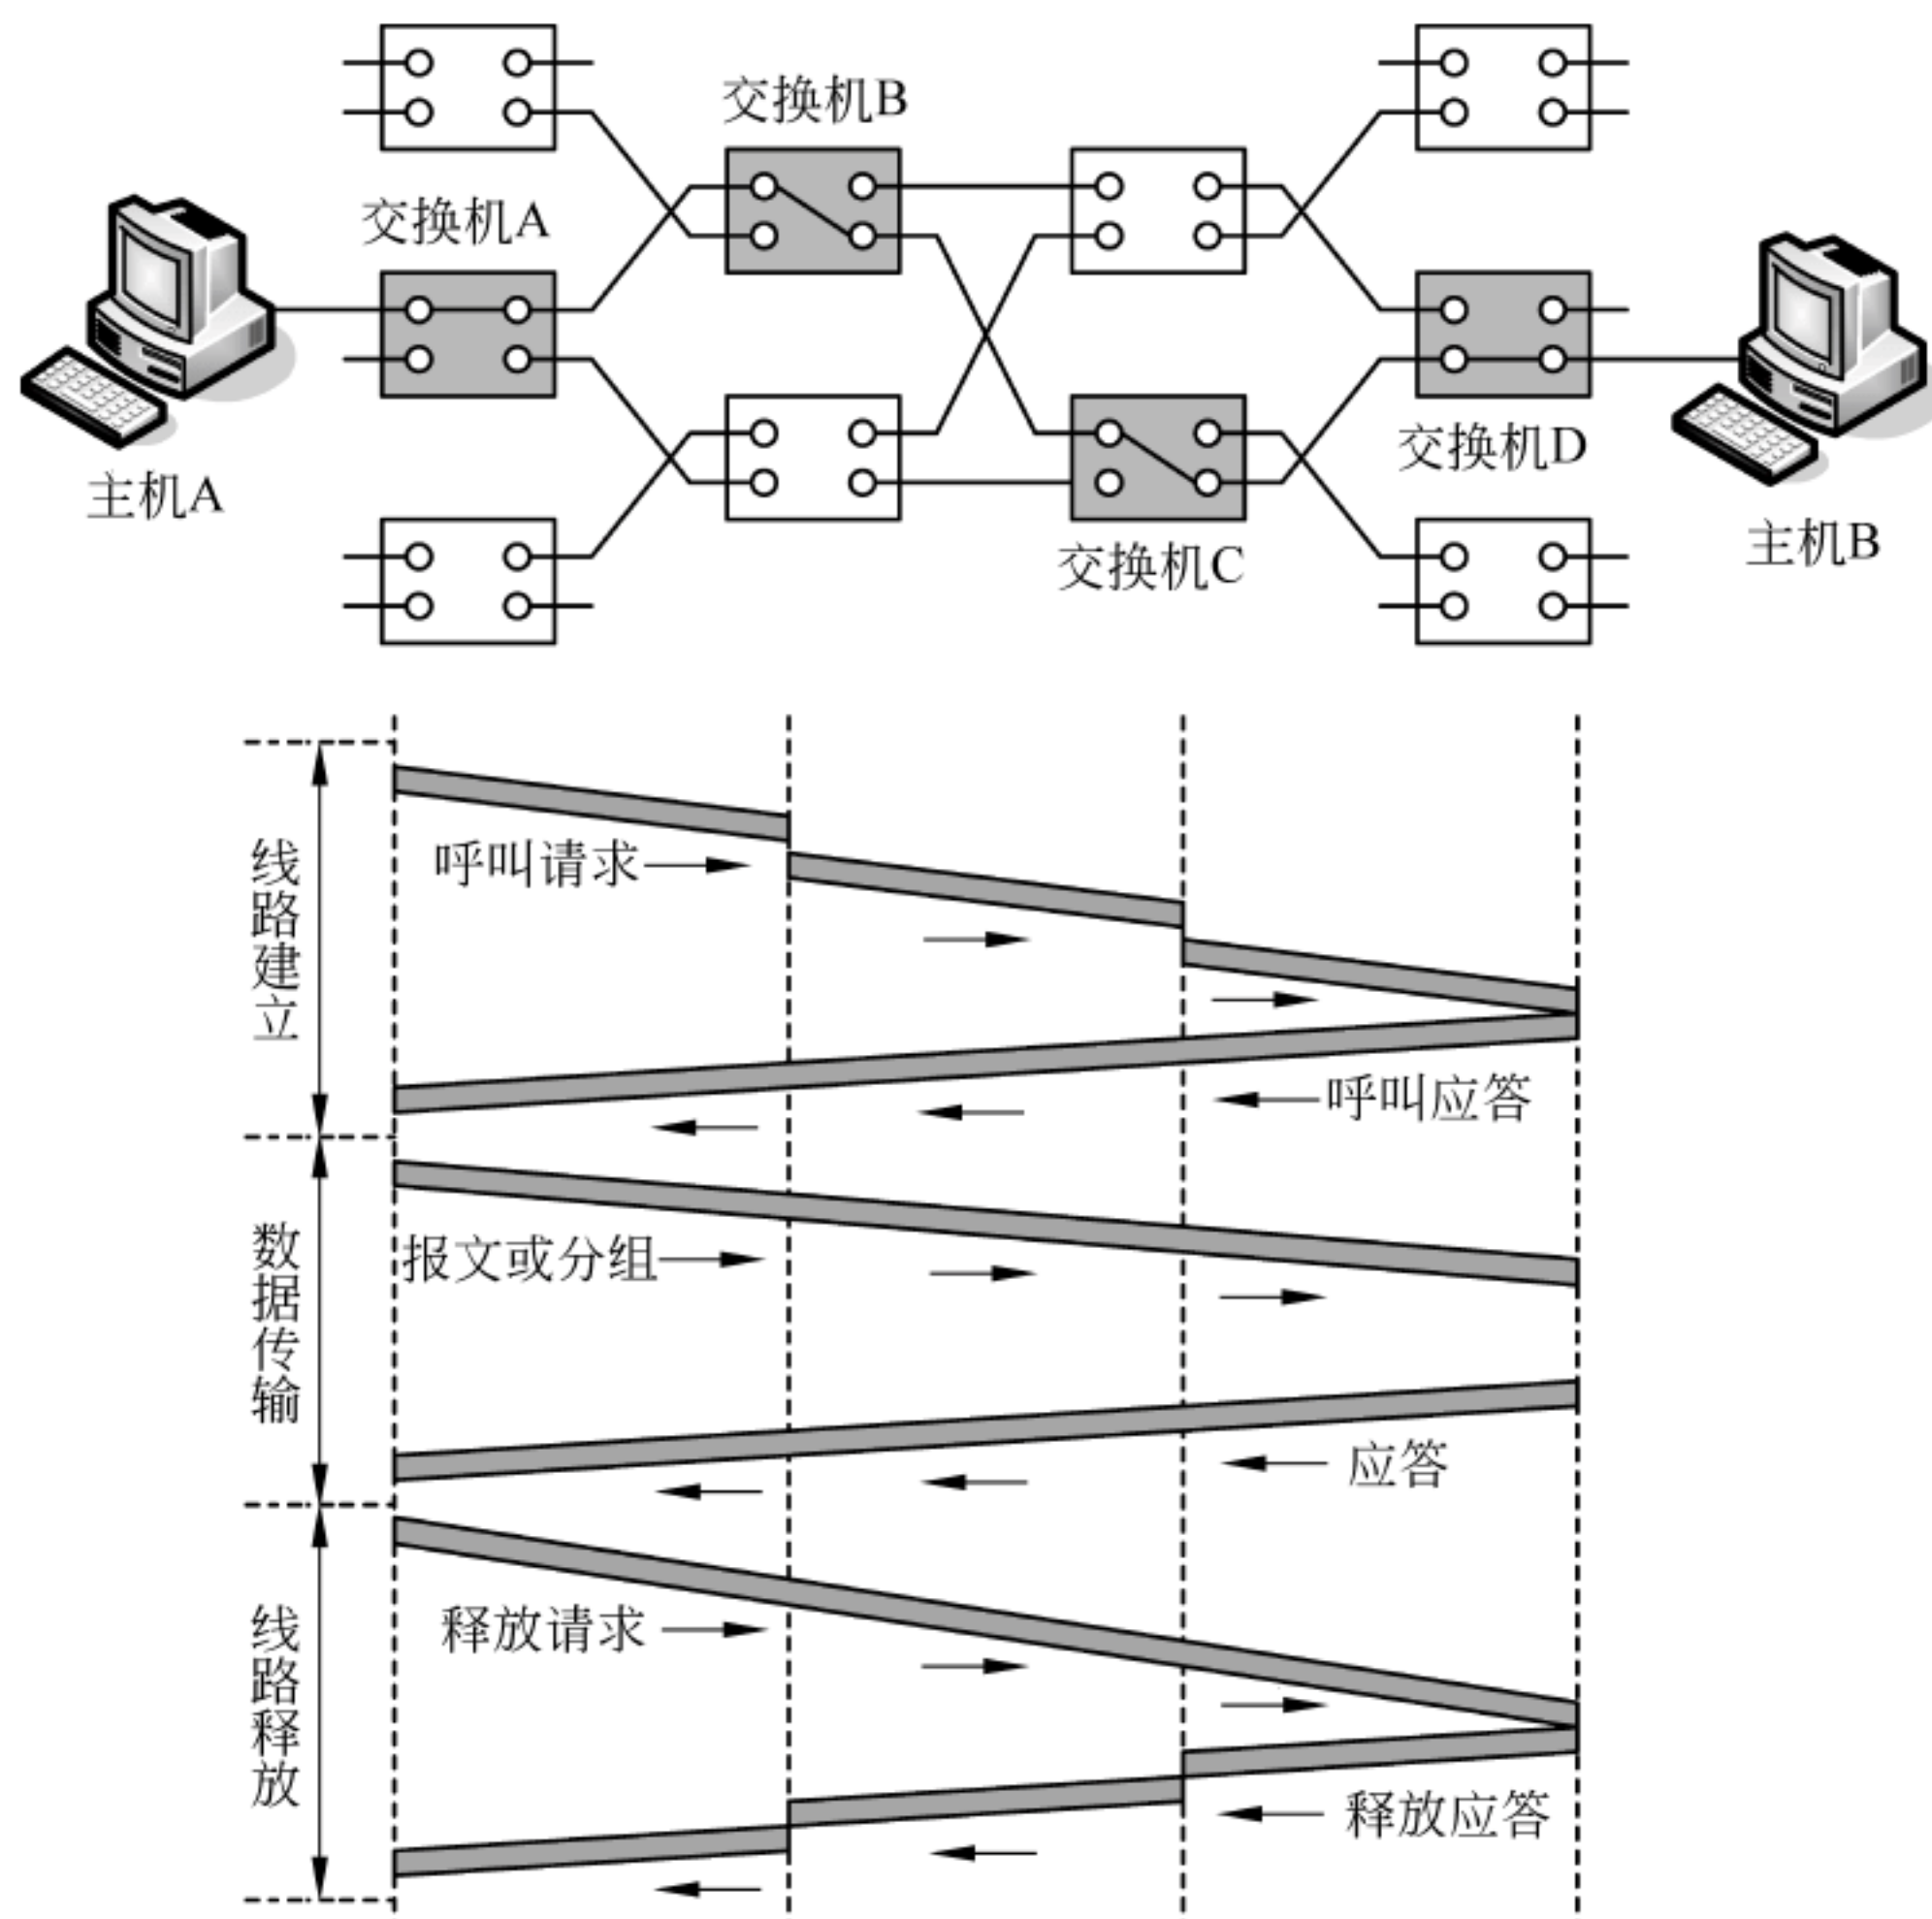 交换机B
交换机A
主机A
交换机D
交换机C
主机B
线路建立
呼叫请求
呼叫应答
数据传输
报文或分组
应答
线路释放
释放请求
释放应答